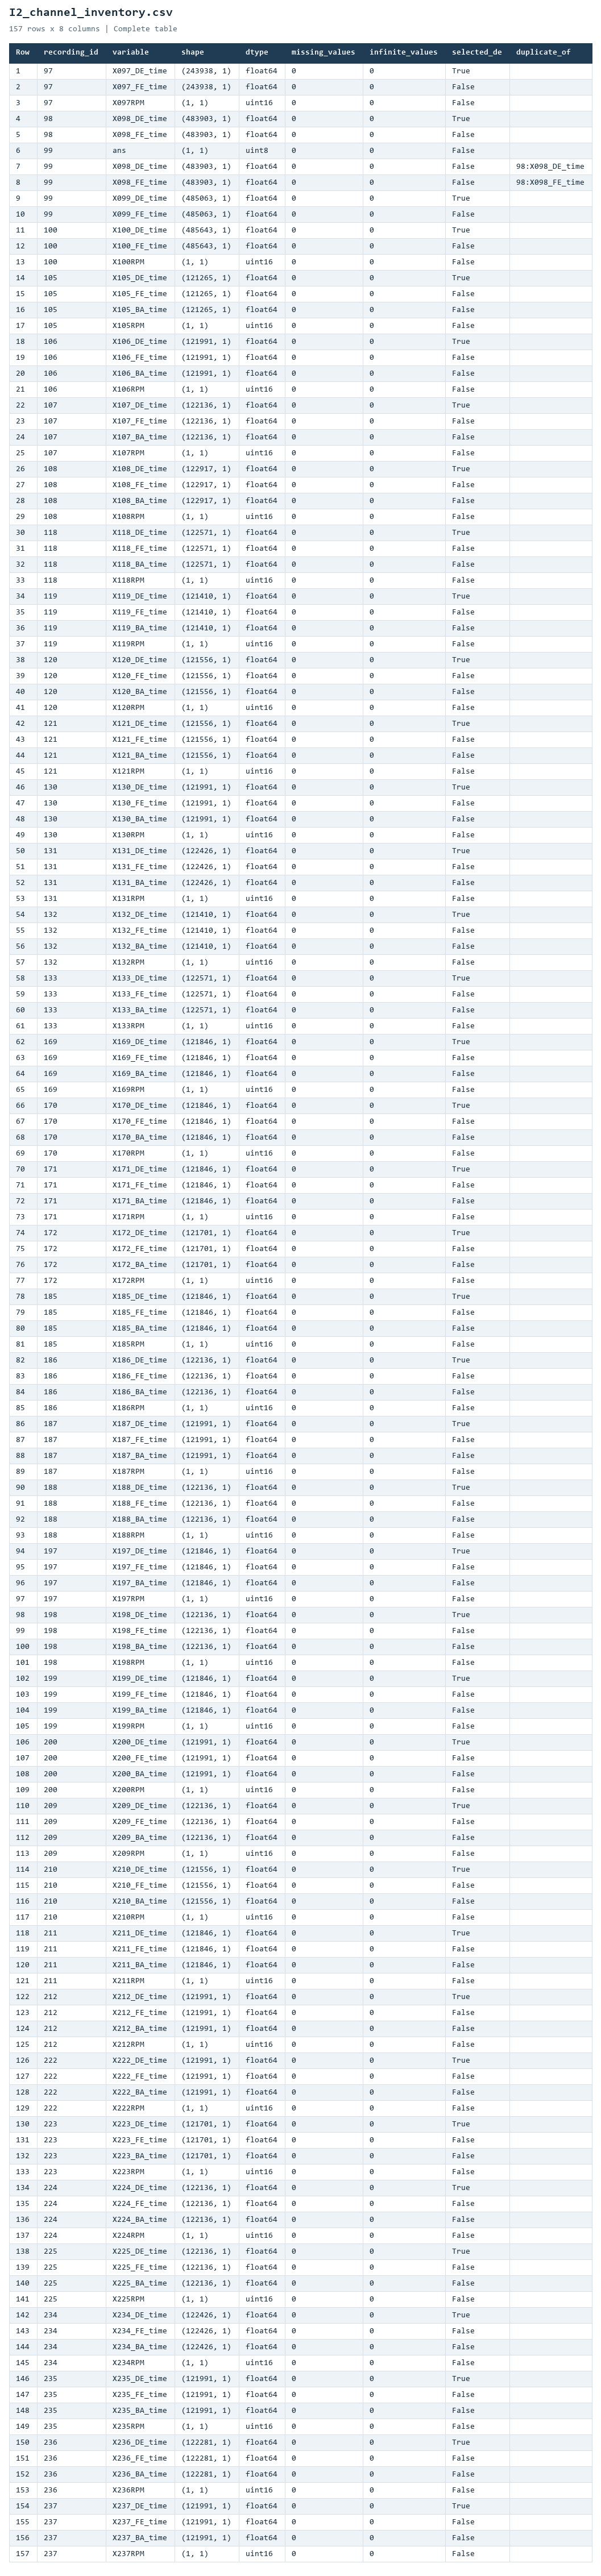 I2_channel_inventory.csv
157 rows x 8 columns | Complete table
Row recording_id variable shape dtype missing_values infinite_values selected_de duplicate_of
1 97 X097_DE_time (243938, 1) float64 0 0 True
2 97 X097_FE_time (243938, 1) float64 0 0 False
3 97 X097RPM (1, 1) uint16 0 0 False
4 98 X098_DE_time (483903, 1) float64 0 0 True
5 98 X098_FE_time (483903, 1) float64 0 0 False
6 99 ans (1, 1) uint8 0 0 False
7 99 X098_DE_time (483903, 1) float64 0 0 False 98:X098_DE_time
8 99 X098_FE_time (483903, 1) float64 0 0 False 98:X098_FE_time
9 99 X099_DE_time (485063, 1) float64 0 0 True
10 99 X099_FE_time (485063, 1) float64 0 0 False
11 100 X100_DE_time (485643, 1) float64 0 0 True
12 100 X100_FE_time (485643, 1) float64 0 0 False
13 100 X100RPM (1, 1) uint16 0 0 False
14 105 X105_DE_time (121265, 1) float64 0 0 True
15 105 X105_FE_time (121265, 1) float64 0 0 False
16 105 X105_BA_time (121265, 1) float64 0 0 False
17 105 X105RPM (1, 1) uint16 0 0 False
18 106 X106_DE_time (121991, 1) float64 0 0 True
19 106 X106_FE_time (121991, 1) float64 0 0 False
20 106 X106_BA_time (121991, 1) float64 0 0 False
21 106 X106RPM (1, 1) uint16 0 0 False
22 107 X107_DE_time (122136, 1) float64 0 0 True
23 107 X107_FE_time (122136, 1) float64 0 0 False
24 107 X107_BA_time (122136, 1) float64 0 0 False
25 107 X107RPM (1, 1) uint16 0 0 False
26 108 X108_DE_time (122917, 1) float64 0 0 True
27 108 X108_FE_time (122917, 1) float64 0 0 False
28 108 X108_BA_time (122917, 1) float64 0 0 False
29 108 X108RPM (1, 1) uint16 0 0 False
30 118 X118_DE_time (122571, 1) float64 0 0 True
31 118 X118_FE_time (122571, 1) float64 0 0 False
32 118 X118_BA_time (122571, 1) float64 0 0 False
33 118 X118RPM (1, 1) uint16 0 0 False
34 119 X119_DE_time (121410, 1) float64 0 0 True
35 119 X119_FE_time (121410, 1) float64 0 0 False
36 119 X119_BA_time (121410, 1) float64 0 0 False
37 119 X119RPM (1, 1) uint16 0 0 False
38 120 X120_DE_time (121556, 1) float64 0 0 True
39 120 X120_FE_time (121556, 1) float64 0 0 False
40 120 X120_BA_time (121556, 1) float64 0 0 False
41 120 X120RPM (1, 1) uint16 0 0 False
42 121 X121_DE_time (121556, 1) float64 0 0 True
43 121 X121_FE_time (121556, 1) float64 0 0 False
44 121 X121_BA_time (121556, 1) float64 0 0 False
45 121 X121RPM (1, 1) uint16 0 0 False
46 130 X130_DE_time (121991, 1) float64 0 0 True
47 130 X130_FE_time (121991, 1) float64 0 0 False
48 130 X130_BA_time (121991, 1) float64 0 0 False
49 130 X130RPM (1, 1) uint16 0 0 False
50 131 X131_DE_time (122426, 1) float64 0 0 True
51 131 X131_FE_time (122426, 1) float64 0 0 False
52 131 X131_BA_time (122426, 1) float64 0 0 False
53 131 X131RPM (1, 1) uint16 0 0 False
54 132 X132_DE_time (121410, 1) float64 0 0 True
55 132 X132_FE_time (121410, 1) float64 0 0 False
56 132 X132_BA_time (121410, 1) float64 0 0 False
57 132 X132RPM (1, 1) uint16 0 0 False
58 133 X133_DE_time (122571, 1) float64 0 0 True
59 133 X133_FE_time (122571, 1) float64 0 0 False
60 133 X133_BA_time (122571, 1) float64 0 0 False
61 133 X133RPM (1, 1) uint16 0 0 False
62 169 X169_DE_time (121846, 1) float64 0 0 True
63 169 X169_FE_time (121846, 1) float64 0 0 False
64 169 X169_BA_time (121846, 1) float64 0 0 False
65 169 X169RPM (1, 1) uint16 0 0 False
66 170 X170_DE_time (121846, 1) float64 0 0 True
67 170 X170_FE_time (121846, 1) float64 0 0 False
68 170 X170_BA_time (121846, 1) float64 0 0 False
69 170 X170RPM (1, 1) uint16 0 0 False
70 171 X171_DE_time (121846, 1) float64 0 0 True
71 171 X171_FE_time (121846, 1) float64 0 0 False
72 171 X171_BA_time (121846, 1) float64 0 0 False
73 171 X171RPM (1, 1) uint16 0 0 False
74 172 X172_DE_time (121701, 1) float64 0 0 True
75 172 X172_FE_time (121701, 1) float64 0 0 False
76 172 X172_BA_time (121701, 1) float64 0 0 False
77 172 X172RPM (1, 1) uint16 0 0 False
78 185 X185_DE_time (121846, 1) float64 0 0 True
79 185 X185_FE_time (121846, 1) float64 0 0 False
80 185 X185_BA_time (121846, 1) float64 0 0 False
81 185 X185RPM (1, 1) uint16 0 0 False
82 186 X186_DE_time (122136, 1) float64 0 0 True
83 186 X186_FE_time (122136, 1) float64 0 0 False
84 186 X186_BA_time (122136, 1) float64 0 0 False
85 186 X186RPM (1, 1) uint16 0 0 False
86 187 X187_DE_time (121991, 1) float64 0 0 True
87 187 X187_FE_time (121991, 1) float64 0 0 False
88 187 X187_BA_time (121991, 1) float64 0 0 False
89 187 X187RPM (1, 1) uint16 0 0 False
90 188 X188_DE_time (122136, 1) float64 0 0 True
91 188 X188_FE_time (122136, 1) float64 0 0 False
92 188 X188_BA_time (122136, 1) float64 0 0 False
93 188 X188RPM (1, 1) uint16 0 0 False
94 197 X197_DE_time (121846, 1) float64 0 0 True
95 197 X197_FE_time (121846, 1) float64 0 0 False
96 197 X197_BA_time (121846, 1) float64 0 0 False
97 197 X197RPM (1, 1) uint16 0 0 False
98 198 X198_DE_time (122136, 1) float64 0 0 True
99 198 X198_FE_time (122136, 1) float64 0 0 False
100 198 X198_BA_time (122136, 1) float64 0 0 False
101 198 X198RPM (1, 1) uint16 0 0 False
102 199 X199_DE_time (121846, 1) float64 0 0 True
103 199 X199_FE_time (121846, 1) float64 0 0 False
104 199 X199_BA_time (121846, 1) float64 0 0 False
105 199 X199RPM (1, 1) uint16 0 0 False
106 200 X200_DE_time (121991, 1) float64 0 0 True
107 200 X200_FE_time (121991, 1) float64 0 0 False
108 200 X200_BA_time (121991, 1) float64 0 0 False
109 200 X200RPM (1, 1) uint16 0 0 False
110 209 X209_DE_time (122136, 1) float64 0 0 True
111 209 X209_FE_time (122136, 1) float64 0 0 False
112 209 X209_BA_time (122136, 1) float64 0 0 False
113 209 X209RPM (1, 1) uint16 0 0 False
114 210 X210_DE_time (121556, 1) float64 0 0 True
115 210 X210_FE_time (121556, 1) float64 0 0 False
116 210 X210_BA_time (121556, 1) float64 0 0 False
117 210 X210RPM (1, 1) uint16 0 0 False
118 211 X211_DE_time (121846, 1) float64 0 0 True
119 211 X211_FE_time (121846, 1) float64 0 0 False
120 211 X211_BA_time (121846, 1) float64 0 0 False
121 211 X211RPM (1, 1) uint16 0 0 False
122 212 X212_DE_time (121991, 1) float64 0 0 True
123 212 X212_FE_time (121991, 1) float64 0 0 False
124 212 X212_BA_time (121991, 1) float64 0 0 False
125 212 X212RPM (1, 1) uint16 0 0 False
126 222 X222_DE_time (121991, 1) float64 0 0 True
127 222 X222_FE_time (121991, 1) float64 0 0 False
128 222 X222_BA_time (121991, 1) float64 0 0 False
129 222 X222RPM (1, 1) uint16 0 0 False
130 223 X223_DE_time (121701, 1) float64 0 0 True
131 223 X223_FE_time (121701, 1) float64 0 0 False
132 223 X223_BA_time (121701, 1) float64 0 0 False
133 223 X223RPM (1, 1) uint16 0 0 False
134 224 X224_DE_time (122136, 1) float64 0 0 True
135 224 X224_FE_time (122136, 1) float64 0 0 False
136 224 X224_BA_time (122136, 1) float64 0 0 False
137 224 X224RPM (1, 1) uint16 0 0 False
138 225 X225_DE_time (122136, 1) float64 0 0 True
139 225 X225_FE_time (122136, 1) float64 0 0 False
140 225 X225_BA_time (122136, 1) float64 0 0 False
141 225 X225RPM (1, 1) uint16 0 0 False
142 234 X234_DE_time (122426, 1) float64 0 0 True
143 234 X234_FE_time (122426, 1) float64 0 0 False
144 234 X234_BA_time (122426, 1) float64 0 0 False
145 234 X234RPM (1, 1) uint16 0 0 False
146 235 X235_DE_time (121991, 1) float64 0 0 True
147 235 X235_FE_time (121991, 1) float64 0 0 False
148 235 X235_BA_time (121991, 1) float64 0 0 False
149 235 X235RPM (1, 1) uint16 0 0 False
150 236 X236_DE_time (122281, 1) float64 0 0 True
151 236 X236_FE_time (122281, 1) float64 0 0 False
152 236 X236_BA_time (122281, 1) float64 0 0 False
153 236 X236RPM (1, 1) uint16 0 0 False
154 237 X237_DE_time (121991, 1) float64 0 0 True
155 237 X237_FE_time (121991, 1) float64 0 0 False
156 237 X237_BA_time (121991, 1) float64 0 0 False
157 237 X237RPM (1, 1) uint16 0 0 False